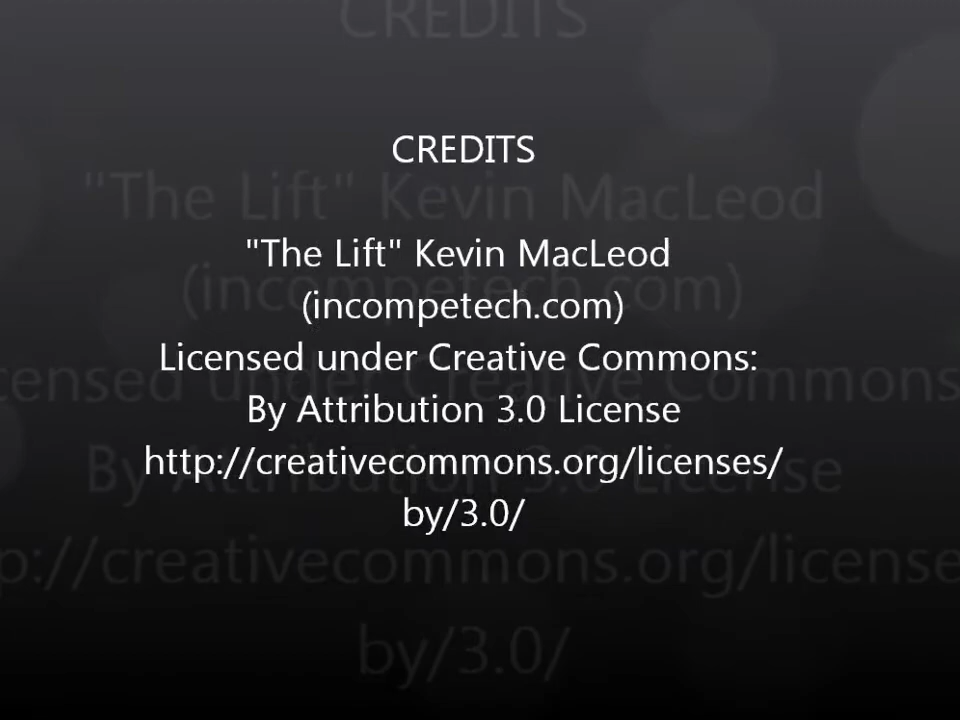 CREDITS
"The Lift" Kevin MacLeod
(incompetech.com)
Licensed under Creative Commons:
By Attribution 3.0 License
http://creativecommons.org/licenses/
by/3.0/